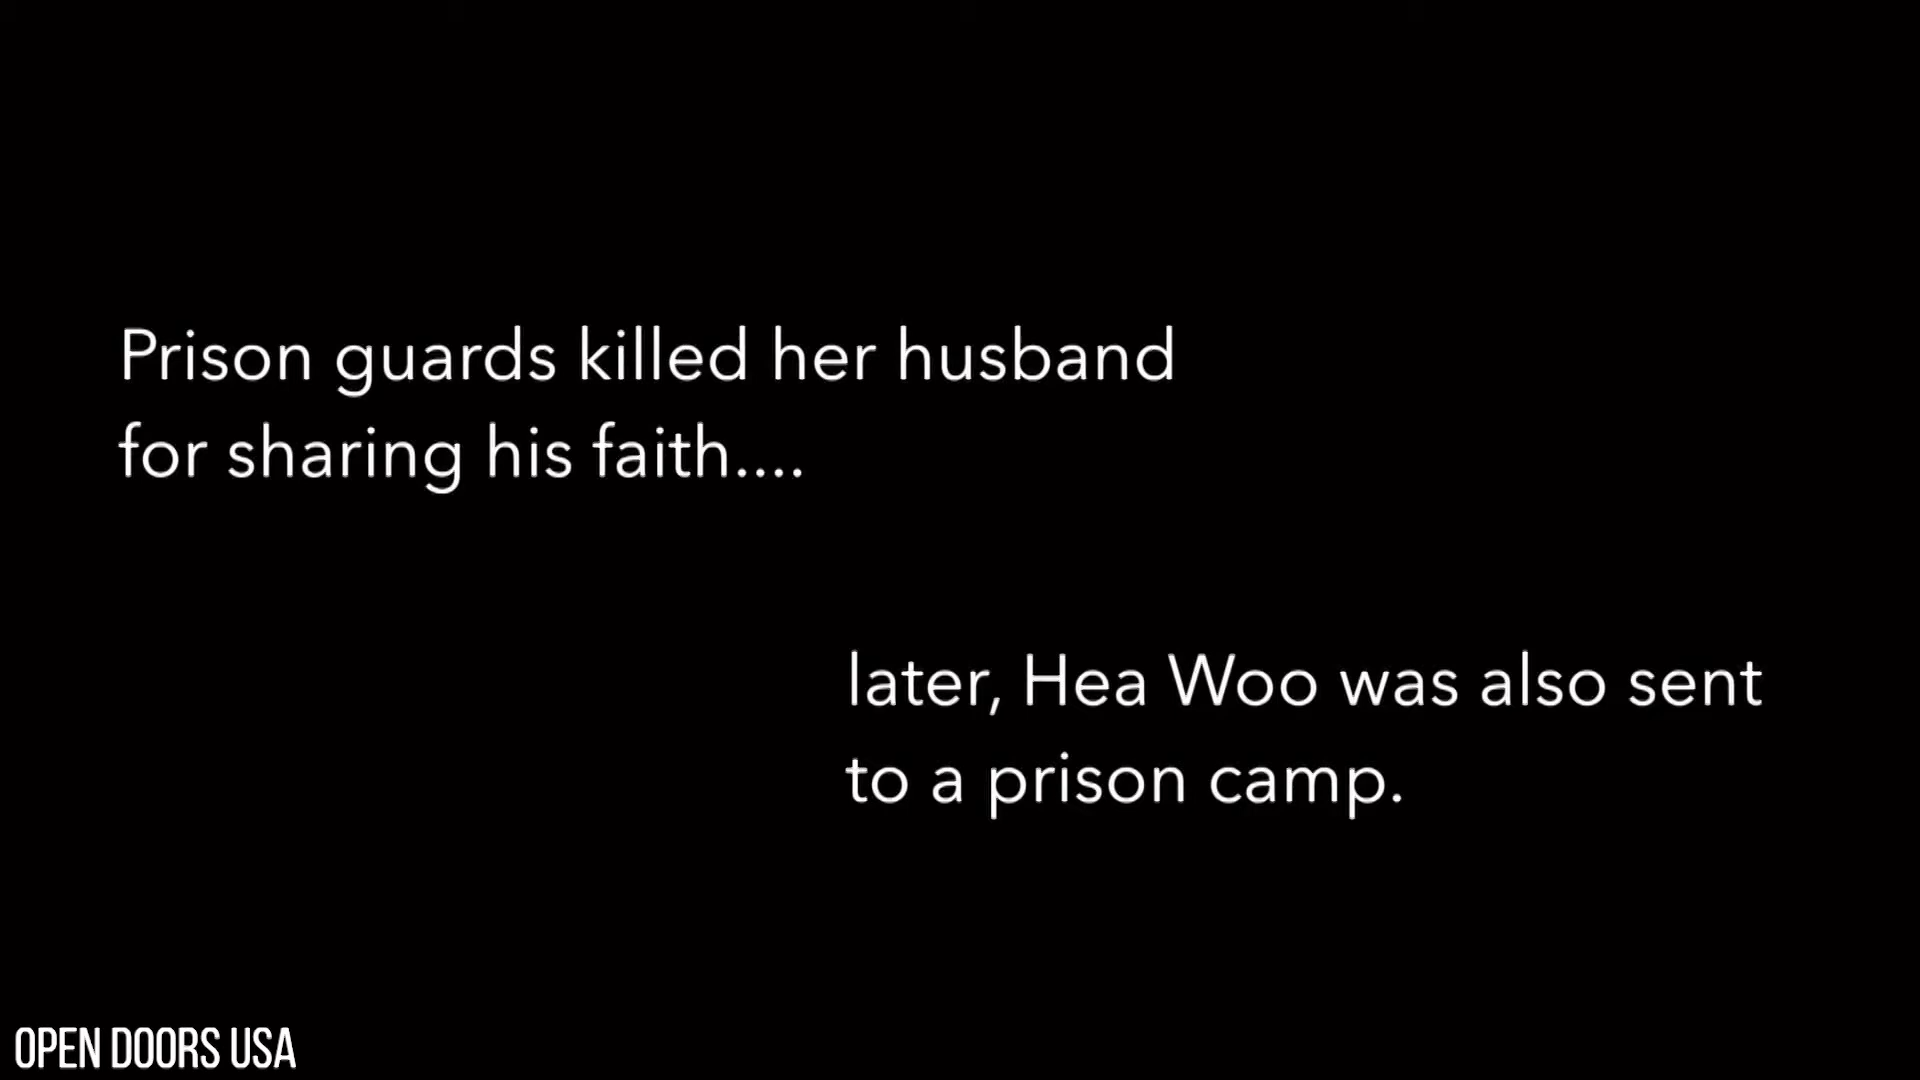 Prison guards killed her husband
for sharing his faith....
later, Hea Woo was also sent
to a prison camp.
OPEN DOORS USA